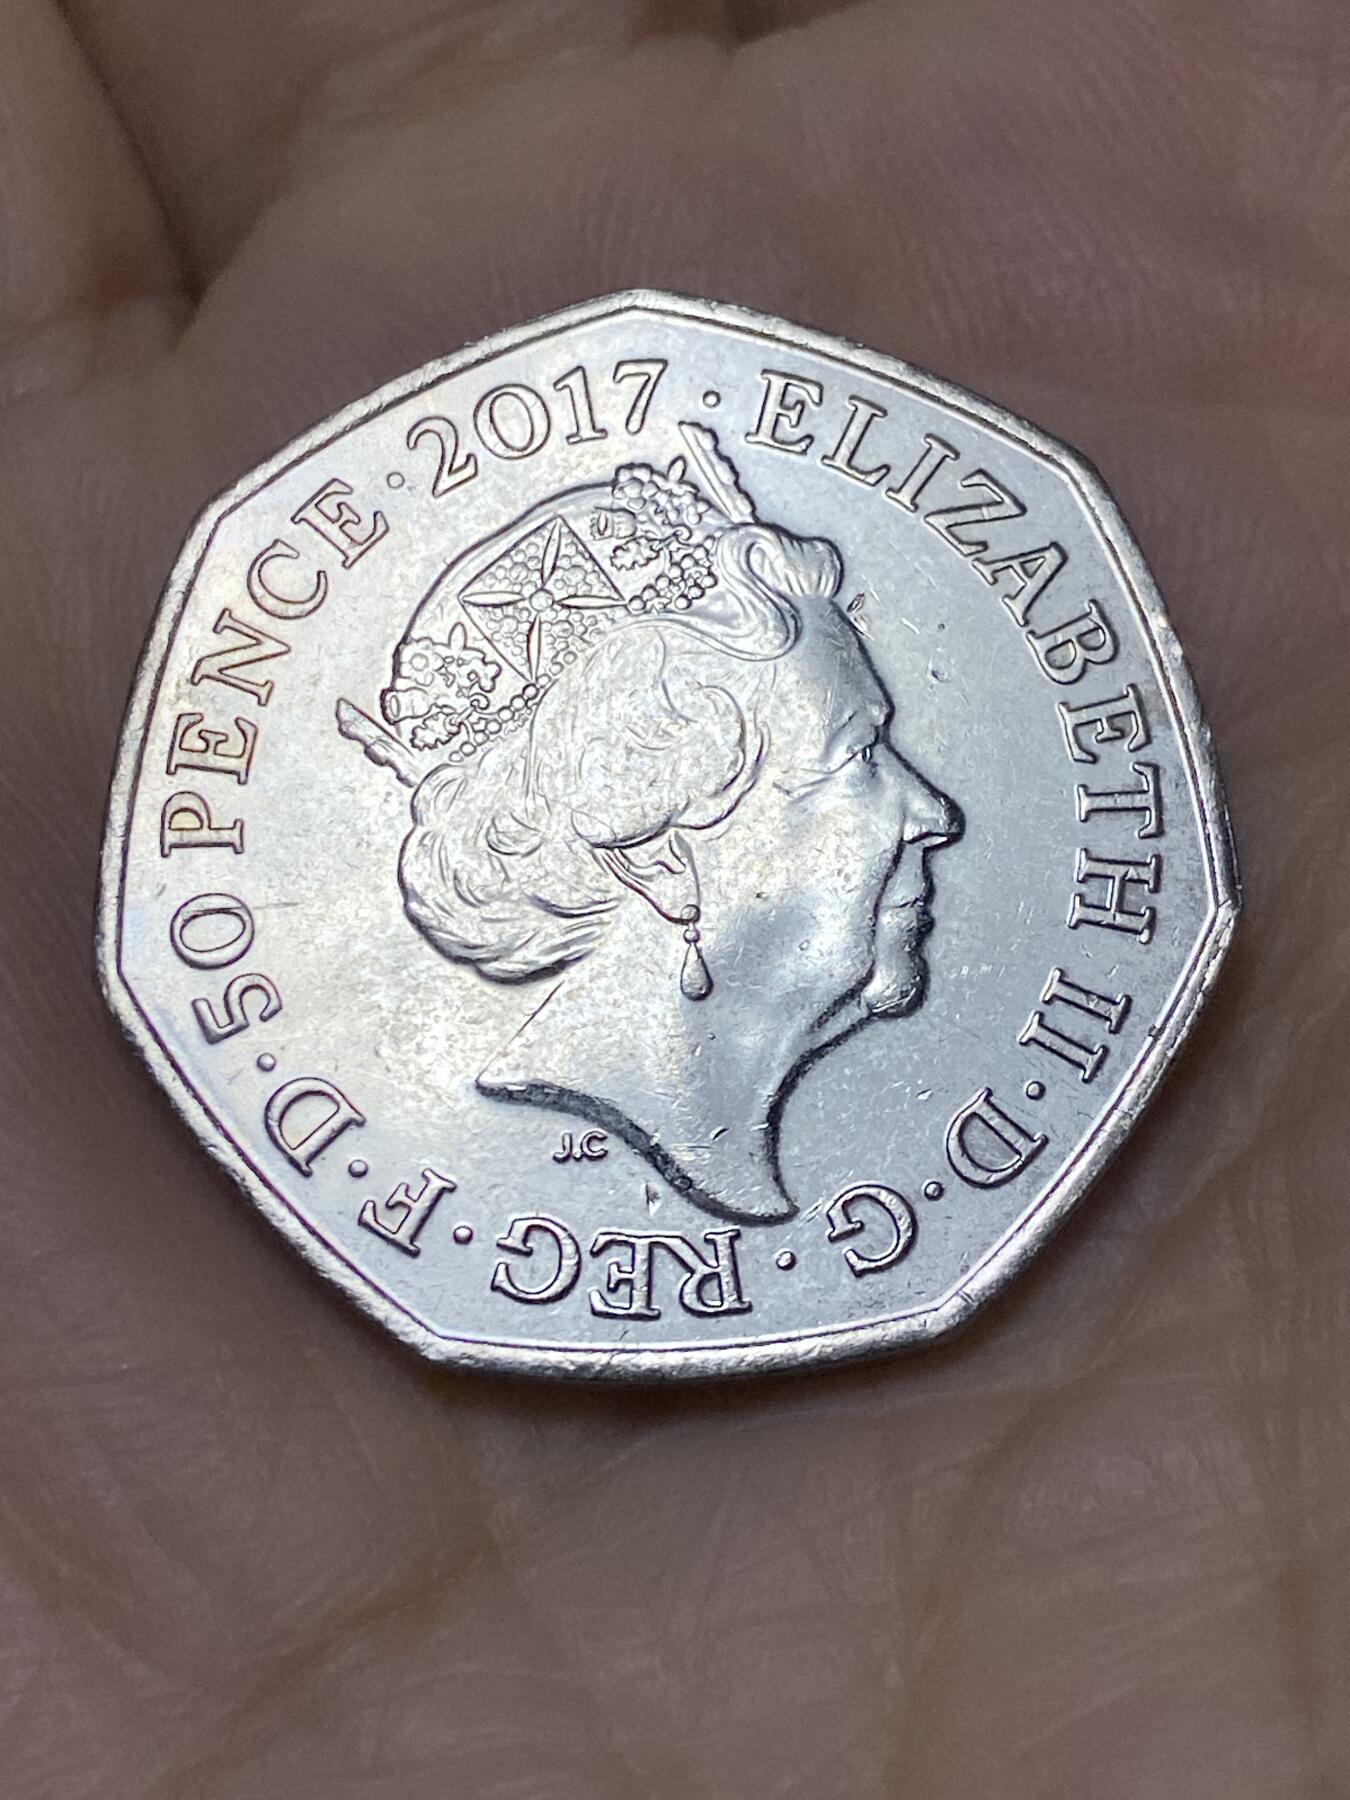 ELIZABETH II · D · G · REG · F · D · 50 PENCE · 2017 ·
J.C